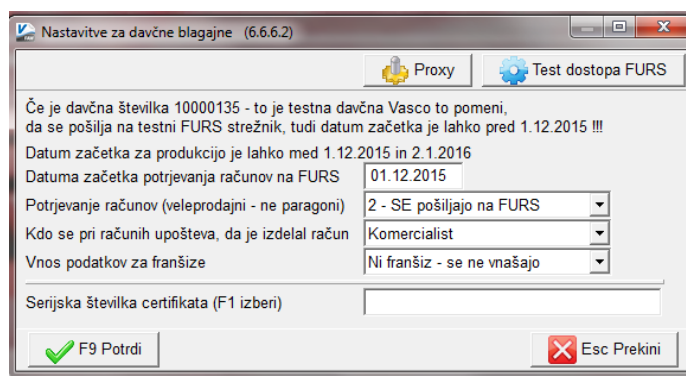 Nastavitve za davčne blagajne (6.6.6.2)
Proxy
Test dostopa FURS
Če je davčna številka 10000135 - to je testna davčna Vasco to pomeni,
da se pošilja na testni FURS strežnik, tudi datum začetka je lahko pred 1.12.2015 !!!
Datum začetka za produkcijo je lahko med 1.12.2015 in 2.1.2016
Datuma začetka potrjevanja računov na FURS 01.12.2015
Potrjevanje računov (veleprodajni - ne paragoni) 2 - SE pošiljajo na FURS
Kdo se pri računih upošteva, da je izdelal račun Komercialist
Vnos podatkov za franšize Ni franšiz - se ne vnašajo
Serijska številka certifikata (F1 izberi)
F9 Potrdi
Esc Prekini